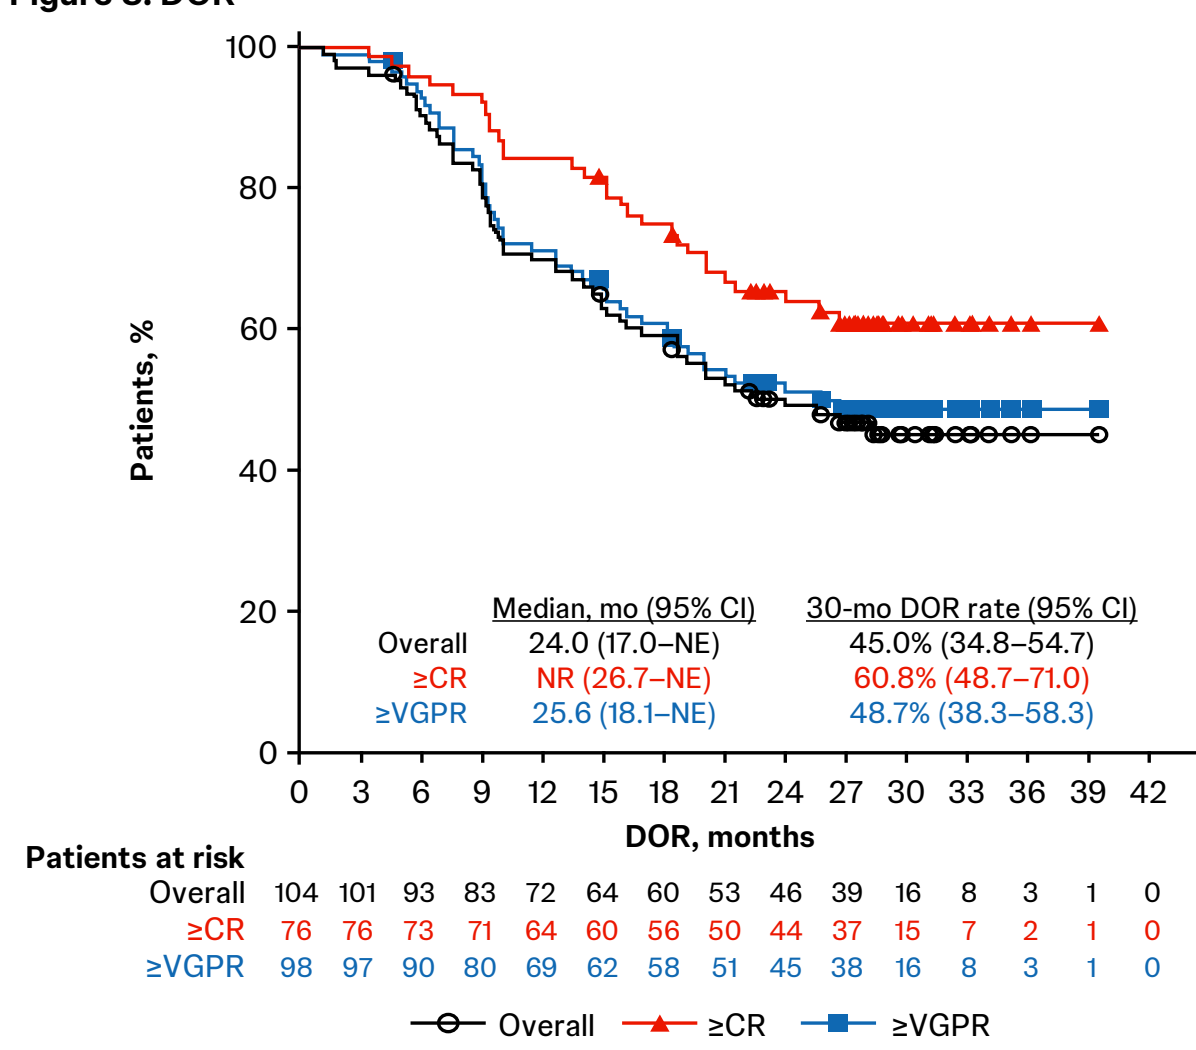 100
80
60
40
20
0
Patients, %
Median, mo (95% CI) 30-mo DOR rate (95% CI)
Overall 24.0 (17.0–NE) 45.0% (34.8–54.7)
≥CR NR (26.7–NE) 60.8% (48.7–71.0)
≥VGPR 25.6 (18.1–NE) 48.7% (38.3–58.3)
0 3 6 9 12 15 18 21 24 27 30 33 36 39 42
DOR, months
Patients at risk
Overall 104 101 93 83 72 64 60 53 46 39 16 8 3 1 0
≥CR 76 76 73 71 64 60 56 50 44 37 15 7 2 1 0
≥VGPR 98 97 90 80 69 62 58 51 45 38 16 8 3 1 0
Overall ≥CR ≥VGPR